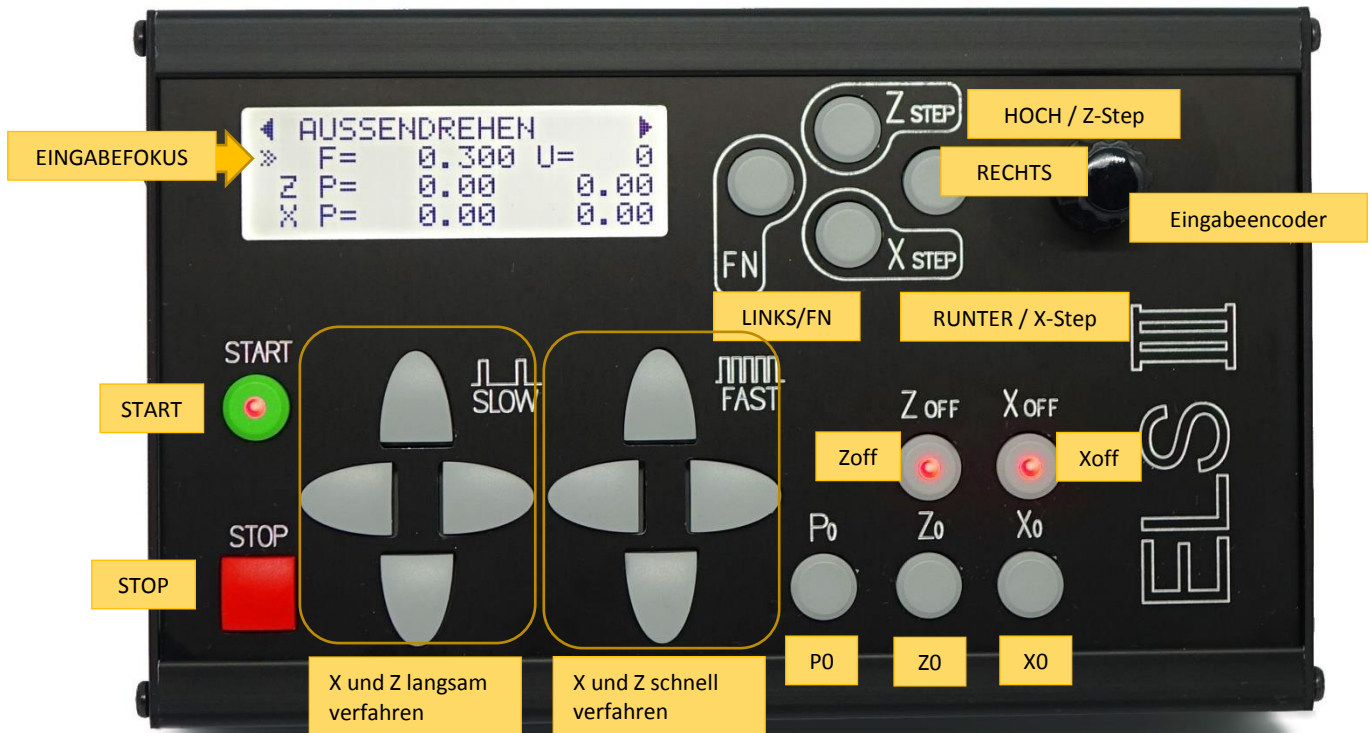 ◄ AUSSENDREHEN ►
» F= 0.300 U= 0
Z P= 0.00 0.00
X P= 0.00 0.00
EINGABEFOKUS
Z STEP
HOCH / Z-Step
RECHTS
Eingabeencoder
FN
X STEP
LINKS/FN
RUNTER / X-Step
START
START
SLOW
FAST
Z OFF
X OFF
Zoff
Xoff
ELS III
STOP
STOP
P0
Z0
X0
P0
Z0
X0
X und Z langsam
verfahren
X und Z schnell
verfahren